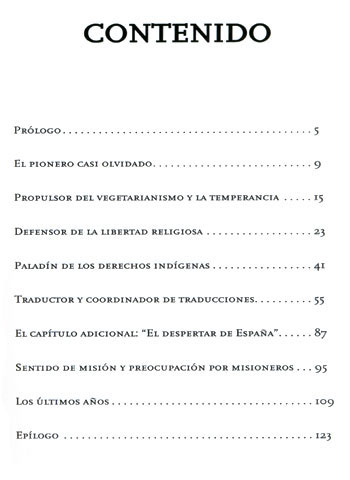 CONTENIDO
Prólogo........................................ 5
El pionero casi olvidado.......................... 9
Propulsor del vegetarianismo y la temperancia ..... 15
Defensor de la libertad religiosa ................. 23
Paladín de los derechos indígenas ................ 41
Traductor y coordinador de traducciones.......... 55
El capítulo adicional: “El despertar de España”...... 87
Sentido de misión y preocupación por misioneros ... 95
Los últimos años ................................ 109
Epílogo ........................................ 123